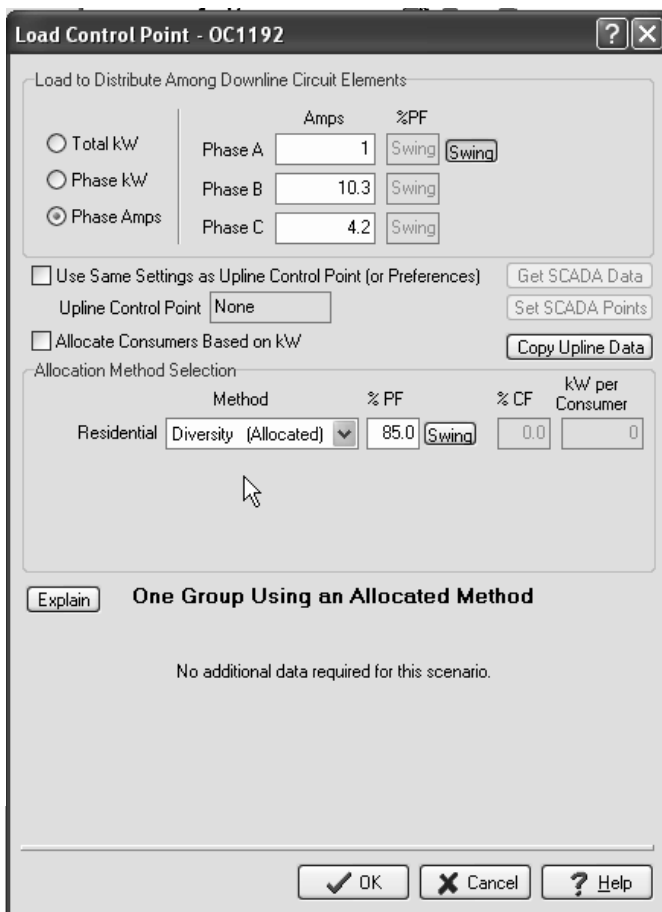 Load Control Point - OC1192
Load to Distribute Among Downline Circuit Elements
Amps %PF
Total kW Phase A 1 Swing Swing
Phase kW Phase B 10.3 Swing
Phase Amps Phase C 4.2 Swing
Use Same Settings as Upline Control Point (or Preferences) Get SCADA Data
Upline Control Point None Set SCADA Points
Allocate Consumers Based on kW Copy Upline Data
Allocation Method Selection
Method % PF % CF kW per Consumer
Residential Diversity (Allocated) 85.0 Swing 0.0 0
Explain One Group Using an Allocated Method
No additional data required for this scenario.
OK Cancel ? Help